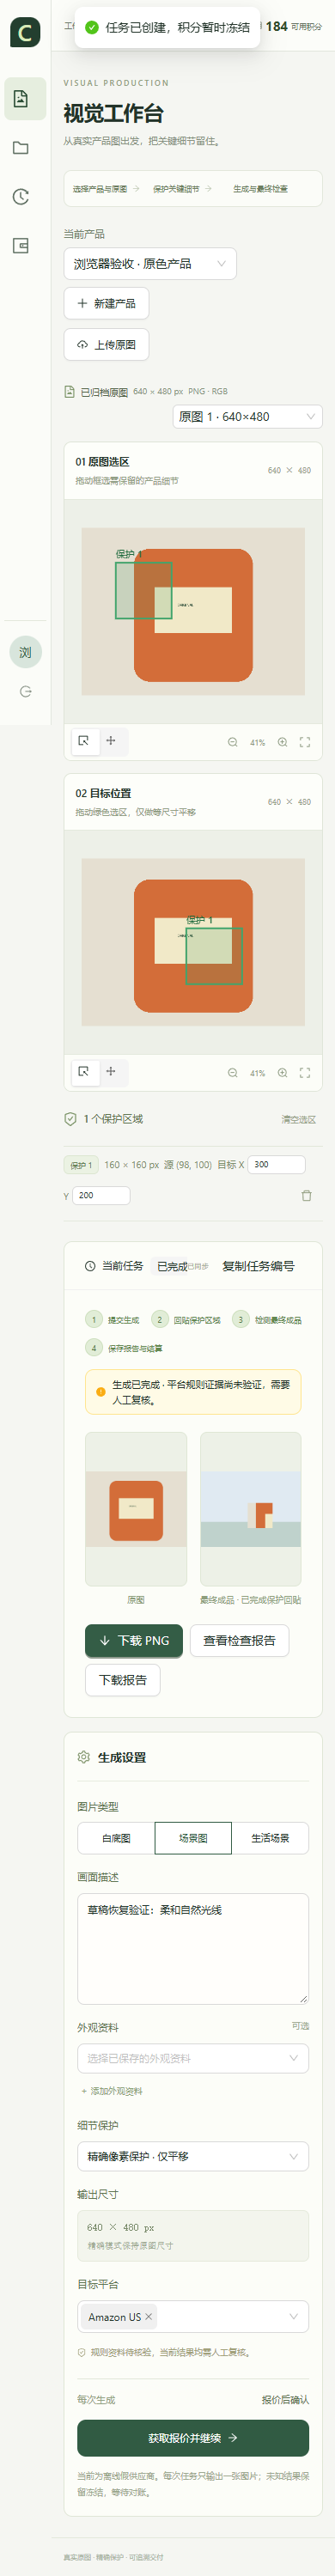 C
任务已创建，积分暂时冻结
184 可用积分
VISUAL PRODUCTION
视觉工作台
从真实产品图出发，把关键细节留住。
选择产品与原图 → 保护关键细节 → 生成与最终检查
当前产品
浏览器验收 · 原色产品
+ 新建产品
上传原图
已归档原图 640 × 480 px PNG · RGB
原图 1 · 640×480
01 原图选区
拖动框选需保留的产品细节
640 × 480
保护 1
41%
02 目标位置
拖动绿色选区，仅做等尺寸平移
640 × 480
保护 1
41%
1 个保护区域
清空选区
保护 1 160 × 160 px 源 (98, 100) 目标 X 300
Y 200
当前任务 已完成 已同步 复制任务编号
1 提交生成 2 回贴保护区域 3 检测最终成品
4 保存报告与结算
生成已完成 · 平台规则证据尚未验证，需要
人工复核。
原图
最终成品 · 已完成保护回贴
下载 PNG
查看检查报告
下载报告
生成设置
图片类型
白底图 场景图 生活场景
画面描述
草稿恢复验证：柔和自然光线
外观资料 可选
选择已保存的外观资料
+ 添加外观资料
细节保护
精确像素保护 · 仅平移
输出尺寸
640 × 480 px
精确模式保持原画尺寸
目标平台
Amazon US ×
规则资料待核验，当前结果均需人工复核。
每次生成 报价后确认
获取报价并继续 →
当前为离线假供应商。每次任务只输出一张图片；未知结果保
留冻结，等待对账。
浏
真实原图 · 精确保护 · 可追溯交付